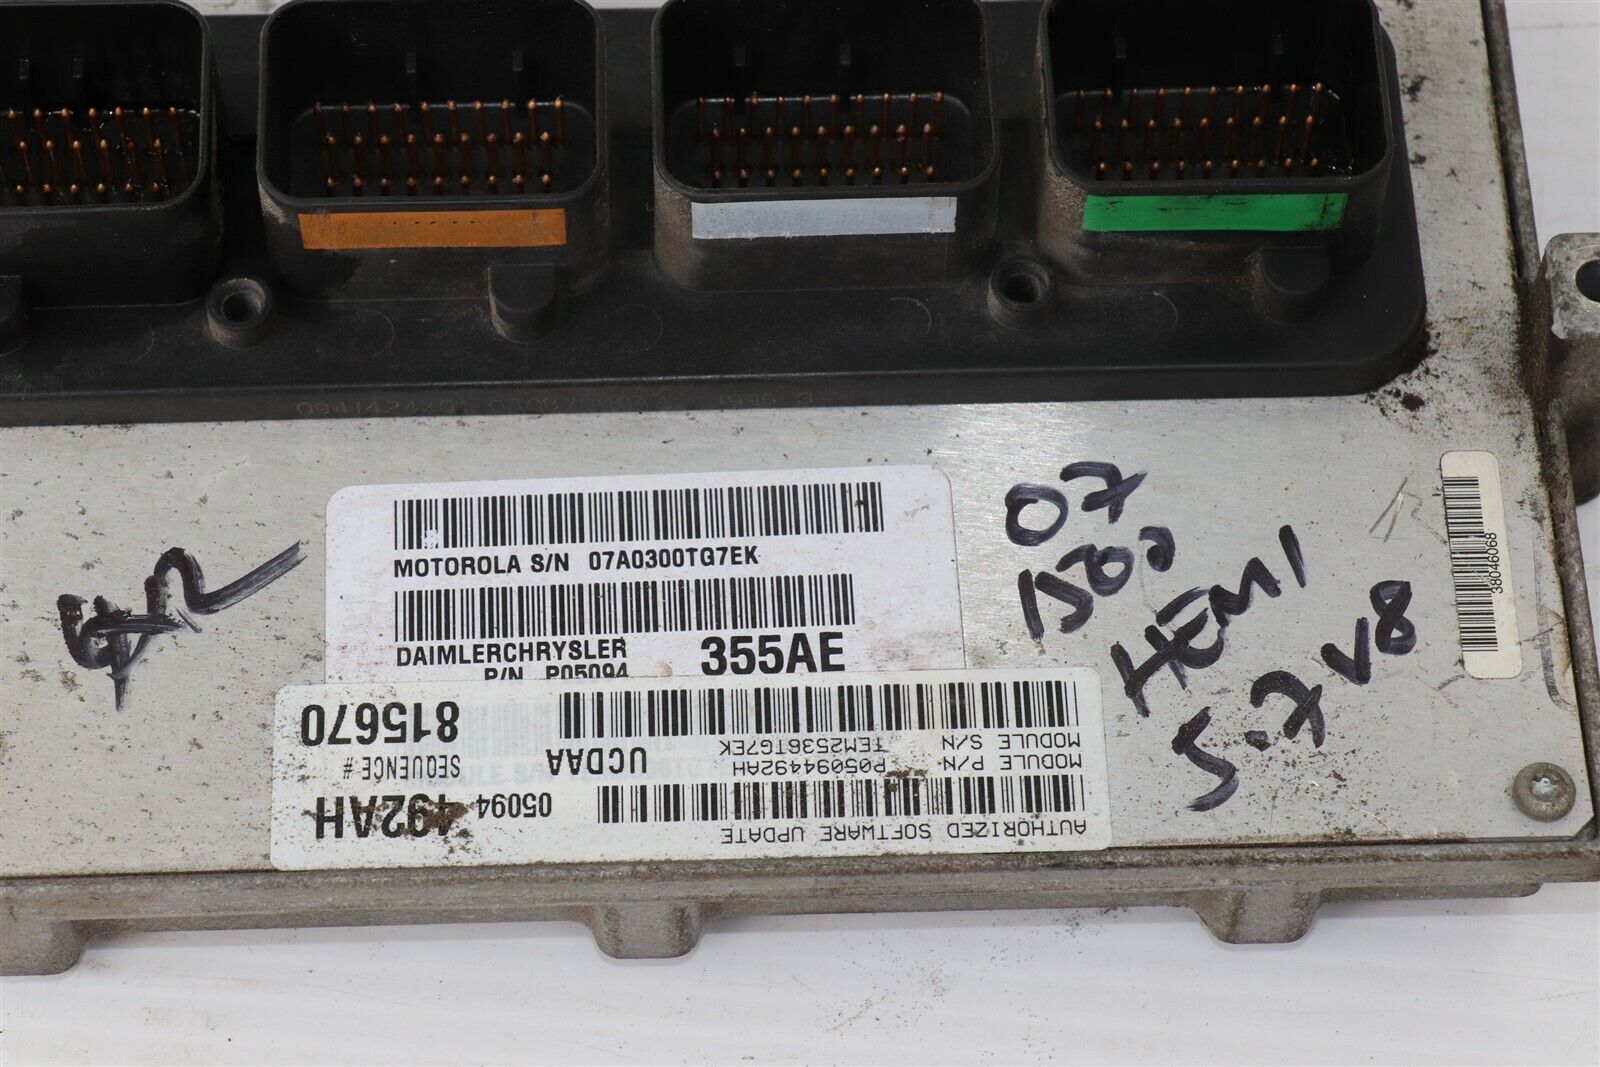 MOTOROLA S/N 07A0300TG7EK
DAIMLERCHRYSLER
P/N P05094
355AE
AUTHORIZED SOFTWARE UPDATE
05094
492AH
MODULE P/N- P05094492AH
MODULE S/N TEM2536TG7EK
UCDAA
SEQUENCE #
815670
07
1500
HEMI
5.7 V8
38046068